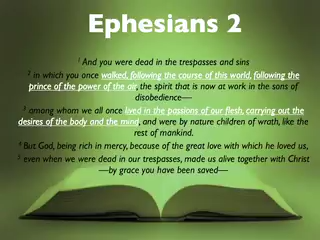 Ephesians 2
1 And you were dead in the trespasses and sins
2 in which you once walked, following the course of this world, following the
prince of the power of the air, the spirit that is now at work in the sons of
disobedience—
3 among whom we all once lived in the passions of our flesh, carrying out the
desires of the body and the mind, and were by nature children of wrath, like the
rest of mankind.
4 But God, being rich in mercy, because of the great love with which he loved us,
5 even when we were dead in our trespasses, made us alive together with Christ
—by grace you have been saved—